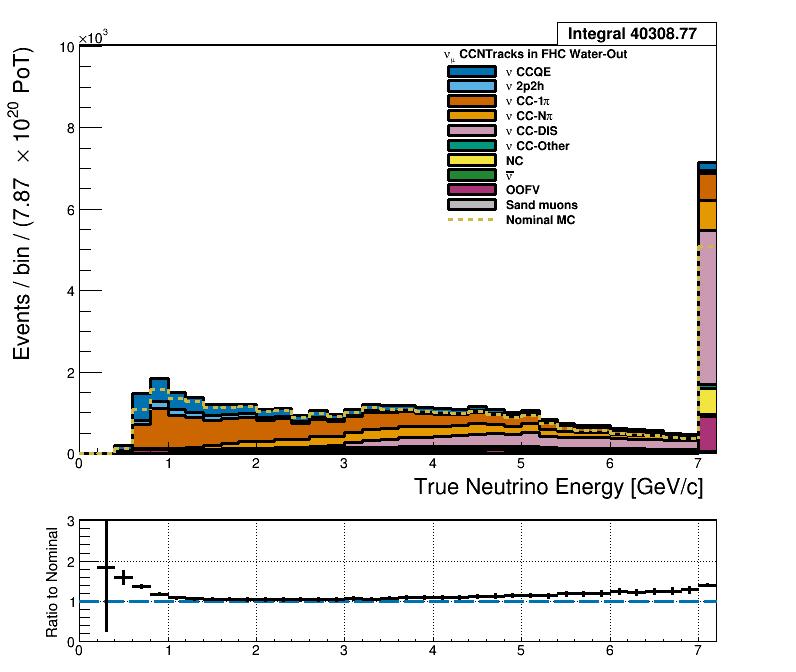 Integral 40308.77
×10³
10
8
6
4
2
0
Events / bin / (7.87 × 10²⁰ PoT)
ν_μ CCNTracks in FHC Water-Out
ν CCQE
ν 2p2h
ν CC-1π
ν CC-Nπ
ν CC-DIS
ν CC-Other
NC
ν̅
OOFV
Sand muons
Nominal MC
0 1 2 3 4 5 6 7
True Neutrino Energy [GeV/c]
Ratio to Nominal
3
2
1
0
0 1 2 3 4 5 6 7